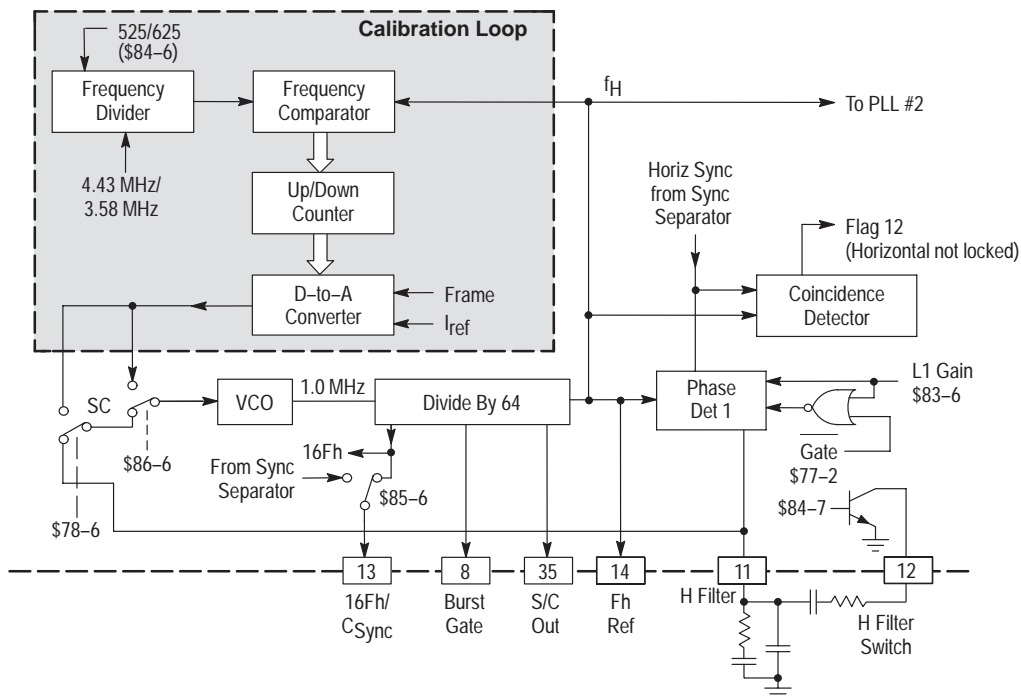 Calibration Loop
525/625
($84–6)
Frequency
Divider
Frequency
Comparator
fH
To PLL #2
4.43 MHz/
3.58 MHz
Up/Down
Counter
Horiz Sync
from Sync
Separator
Flag 12
(Horizontal not locked)
D–to–A
Converter
Frame
Iref
Coincidence
Detector
SC
VCO
1.0 MHz
Divide By 64
Phase
Det 1
L1 Gain
$83–6
$86–6
16Fh
From Sync
Separator
$85–6
Gate
$77–2
$78–6
$84–7
13
8
35
14
11
12
16Fh/
CSync
Burst
Gate
S/C
Out
Fh
Ref
H Filter
H Filter
Switch